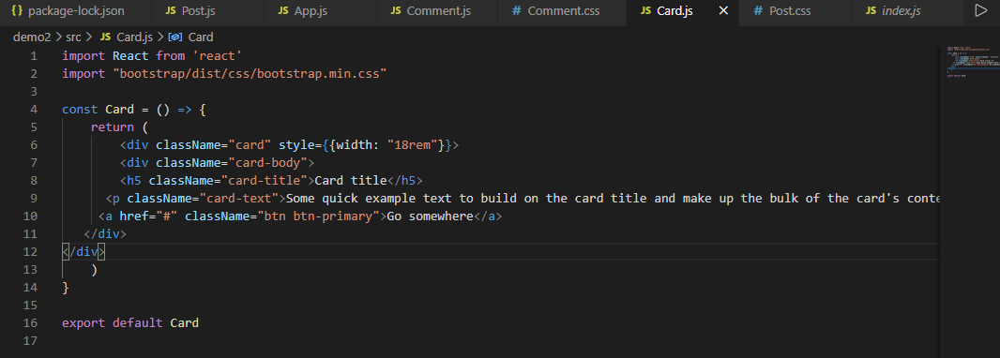 {} package-lock.json JS Post.js JS App.js JS Comment.js # Comment.css JS Card.js × # Post.css JS index.js
demo2 > src > JS Card.js > Card
1 import React from 'react'
2 import "bootstrap/dist/css/bootstrap.min.css"
3
4 const Card = () => {
5 return (
6 <div className="card" style={{width: "18rem"}}>
7 <div className="card-body">
8 <h5 className="card-title">Card title</h5>
9 <p className="card-text">Some quick example text to build on the card title and make up the bulk of the card's conte
10 <a href="#" className="btn btn-primary">Go somewhere</a>
11 </div>
12 </div>
13 )
14 }
15
16 export default Card
17